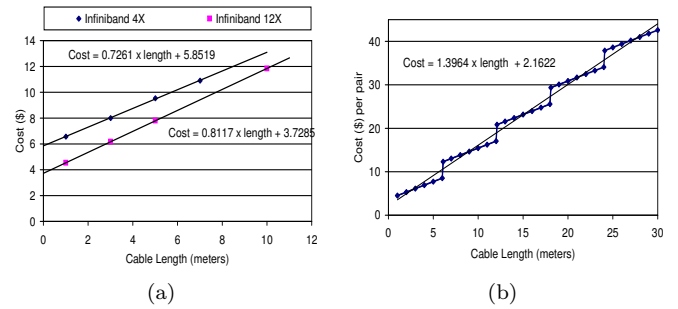 Infiniband 4X
Infiniband 12X
14
12
10
8
6
4
2
0
Cost ($)
Cost = 0.7261 x length + 5.8519
Cost = 0.8117 x length + 3.7285
0 2 4 6 8 10 12
Cable Length (meters)
(a)
40
30
20
10
0
Cost ($) per pair
Cost = 1.3964 x length + 2.1622
0 5 10 15 20 25 30
Cable Length (meters)
(b)